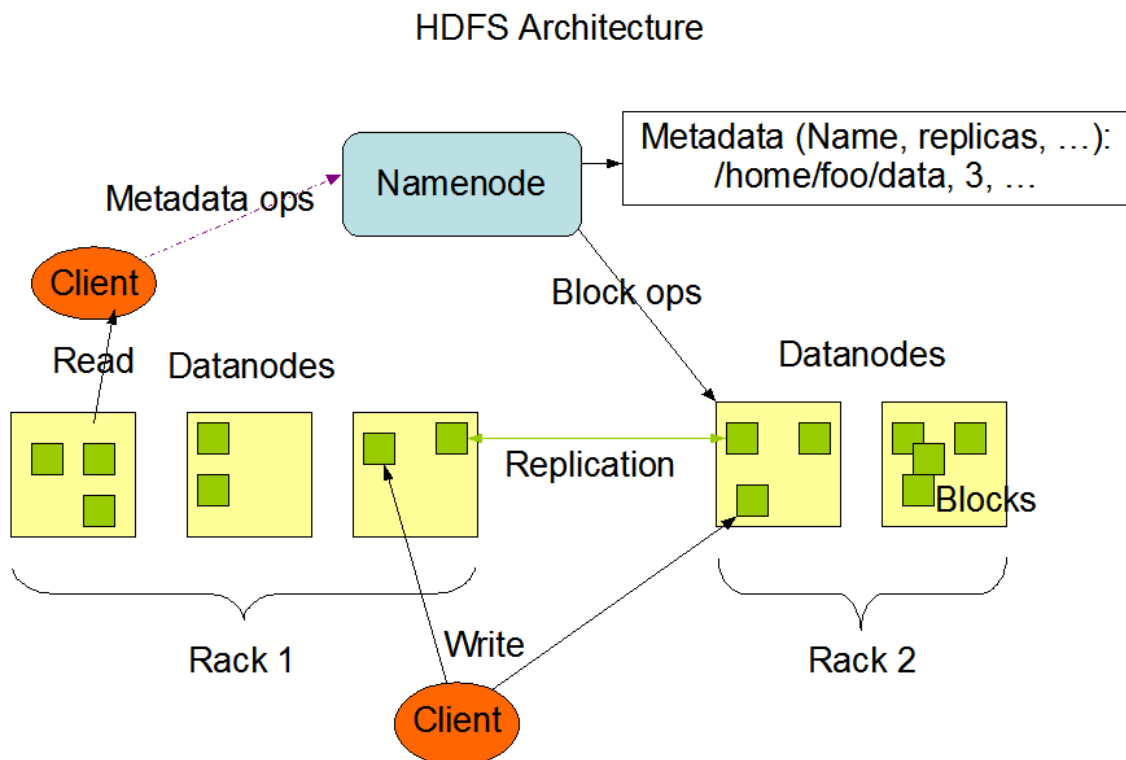 HDFS Architecture
Metadata (Name, replicas, …):
/home/foo/data, 3, …
Namenode
Metadata ops
Client
Block ops
Read
Datanodes
Datanodes
Replication
Blocks
Rack 1
Write
Rack 2
Client